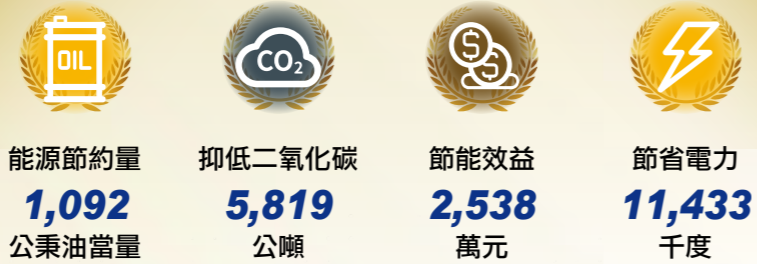 OIL
CO₂
$
$
能源節約量
抑低二氧化碳
節能效益
節省電力
1,092
5,819
2,538
11,433
公秉油當量
公噸
萬元
千度